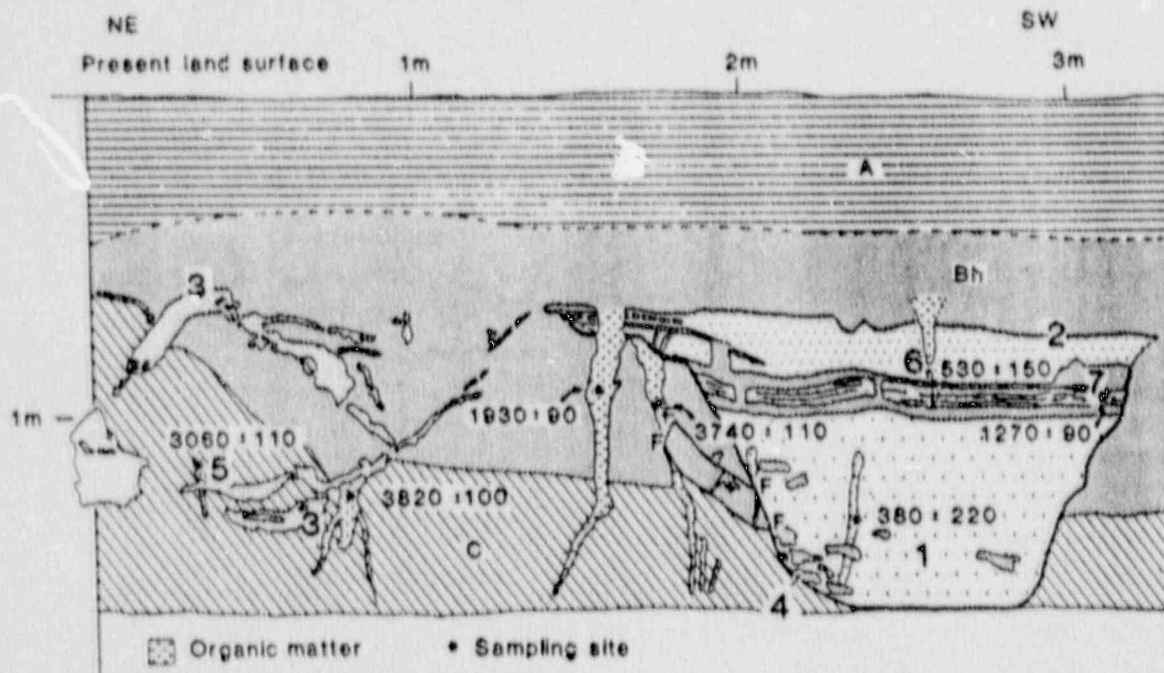 NE SW
Present land surface 1m 2m 3m
A
Bh
3 2
6 530 ± 150 7
1m 1930 ± 90
3060 ± 110 F 3740 ± 110 1270 ± 90
5 F
3820 ± 100 380 ± 220
3 F
C 1
4
Organic matter • Sampling site